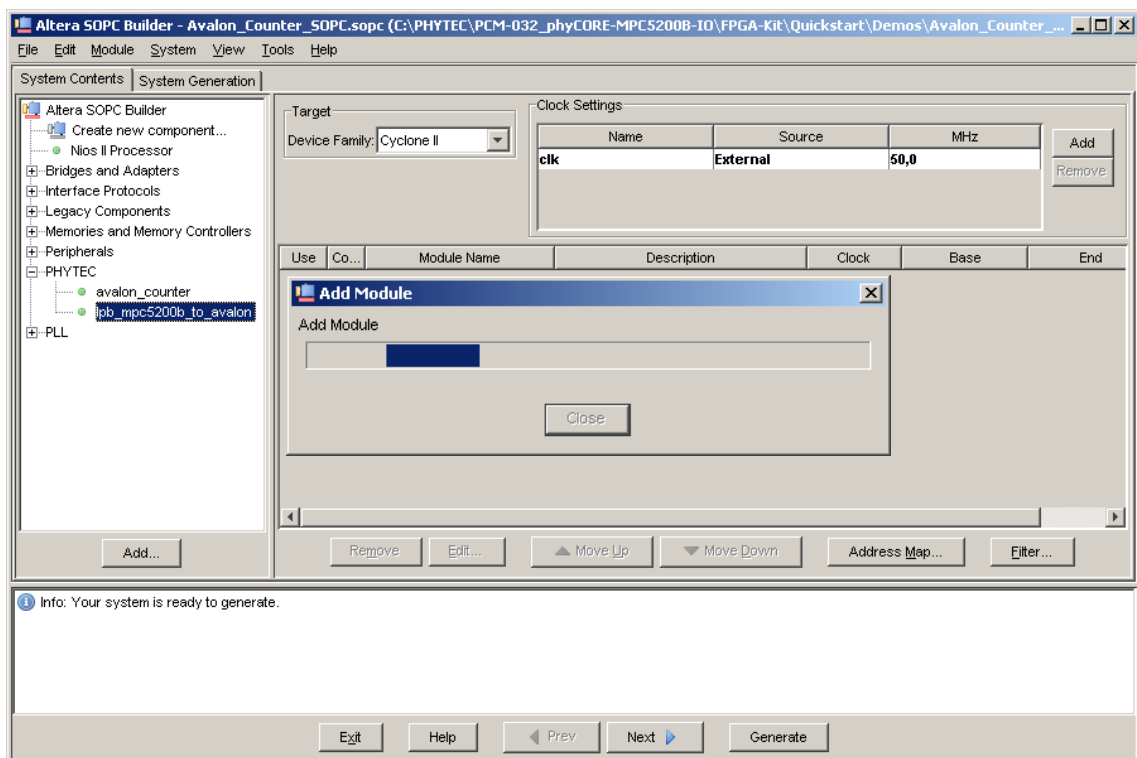 Altera SOPC Builder - Avalon_Counter_SOPC.sopc (C:\PHYTEC\PCM-032_phyCORE-MPC5200B-IO\FPGA-Kit\Quickstart\Demos\Avalon_Counter_...
File Edit Module System View Tools Help
System Contents System Generation
Altera SOPC Builder
Create new component...
Nios II Processor
Bridges and Adapters
Interface Protocols
Legacy Components
Memories and Memory Controllers
Peripherals
PHYTEC
avalon_counter
lpb_mpc5200b_to_avalon
PLL
Add...
Target
Device Family: Cyclone II
Clock Settings
Name Source MHz
clk External 50,0
Add
Remove
Use Co... Module Name Description Clock Base End
Add Module
Add Module
Close
Remove Edit... Move Up Move Down Address Map... Filter...
Info: Your system is ready to generate.
Exit Help Prev Next Generate